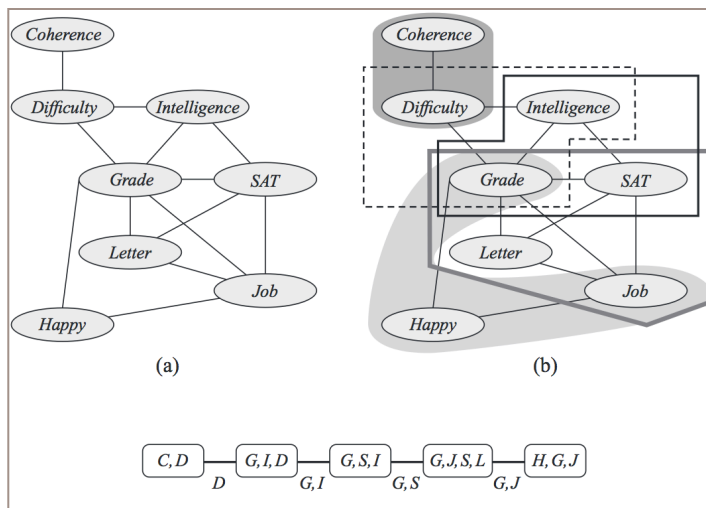 Coherence
Difficulty
Intelligence
Grade
SAT
Letter
Job
Happy
(a)
Coherence
Difficulty
Intelligence
Grade
SAT
Letter
Job
Happy
(b)
C, D
D
G, I, D
G, I
G, S, I
G, S
G, J, S, L
G, J
H, G, J